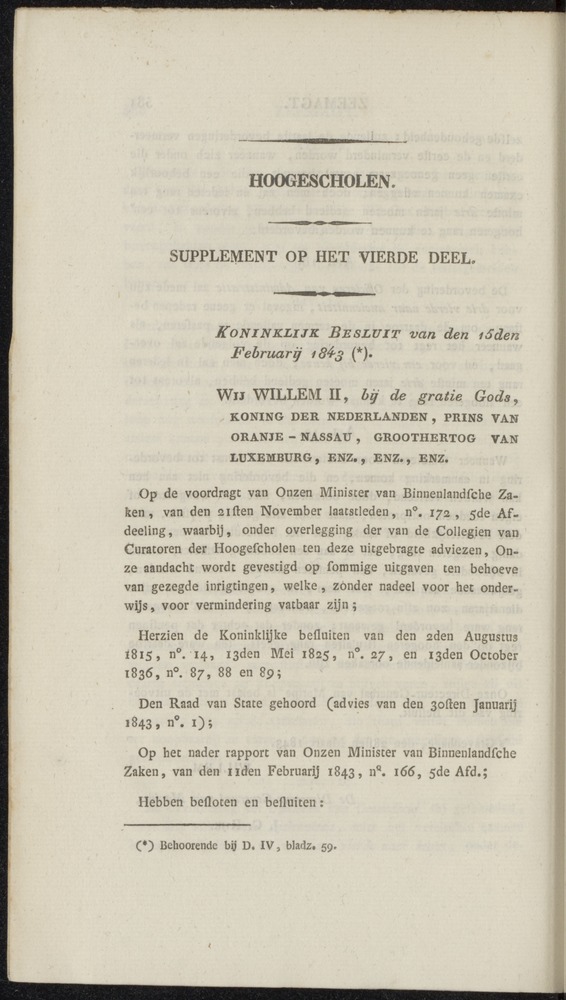 HOOGESCHOLEN.
SUPPLEMENT OP HET VIERDE DEEL.
KONINKLIJK BESLUIT van den 15den
Februarij 1843 (*).
WIJ WILLEM II, bij de gratie Gods,
KONING DER NEDERLANDEN, PRINS VAN
ORANJE-NASSAU, GROOTHERTOG VAN
LUXEMBURG, ENZ., ENZ., ENZ.
Op de voordragt van Onzen Minister van Binnenlandſche Za-
ken, van den 21ſten November laatstleden, nº. 172, 5de Af-
deeling, waarbij, onder overlegging der van de Collegien van
Curatoren der Hoogeſcholen ten deze uitgebragte adviezen, On-
ze aandacht wordt gevestigd op ſommige uitgaven ten behoeve
van gezegde inrigtingen, welke, zonder nadeel voor het onder-
wijs, voor vermindering vatbaar zijn;
Herzien de Koninklijke beſluiten van den 2den Augustus
1815, nº. 14, 13den Mei 1825, nº. 27, en 13den October
1836, nº. 87, 88 en 89;
Den Raad van State gehoord (advies van den 30ſten Januarij
1843, nº. 1);
Op het nader rapport van Onzen Minister van Binnenlandſche
Zaken, van den 11den Februarij 1843, nº. 166, 5de Afd.;
Hebben beſloten en beſluiten:
(*) Behoorende bij D. IV, bladz. 59.